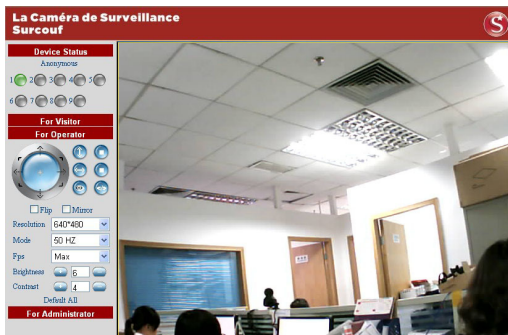 La Caméra de Surveillance
Surcouf
S
Device Status
Anonymous
1 2 3 4 5
6 7 8 9
For Visitor
For Operator
Flip Mirror
Resolution 640*480
Mode 50 HZ
Fps Max
Brightness 6
Contrast 4
Default All
For Administrator